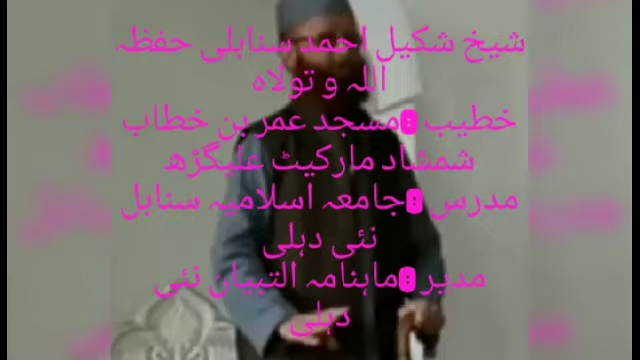 شیخ شکیل احمد سنابلی حفظہ
اللہ و تولاہ
خطیب :مسجد عمر بن خطاب
شمشاد مارکیٹ علیگڑھ
مدرس :جامعہ اسلامیہ سنابل
نئی دہلی
مدیر :ماہنامہ التبیان نئی
دہلی